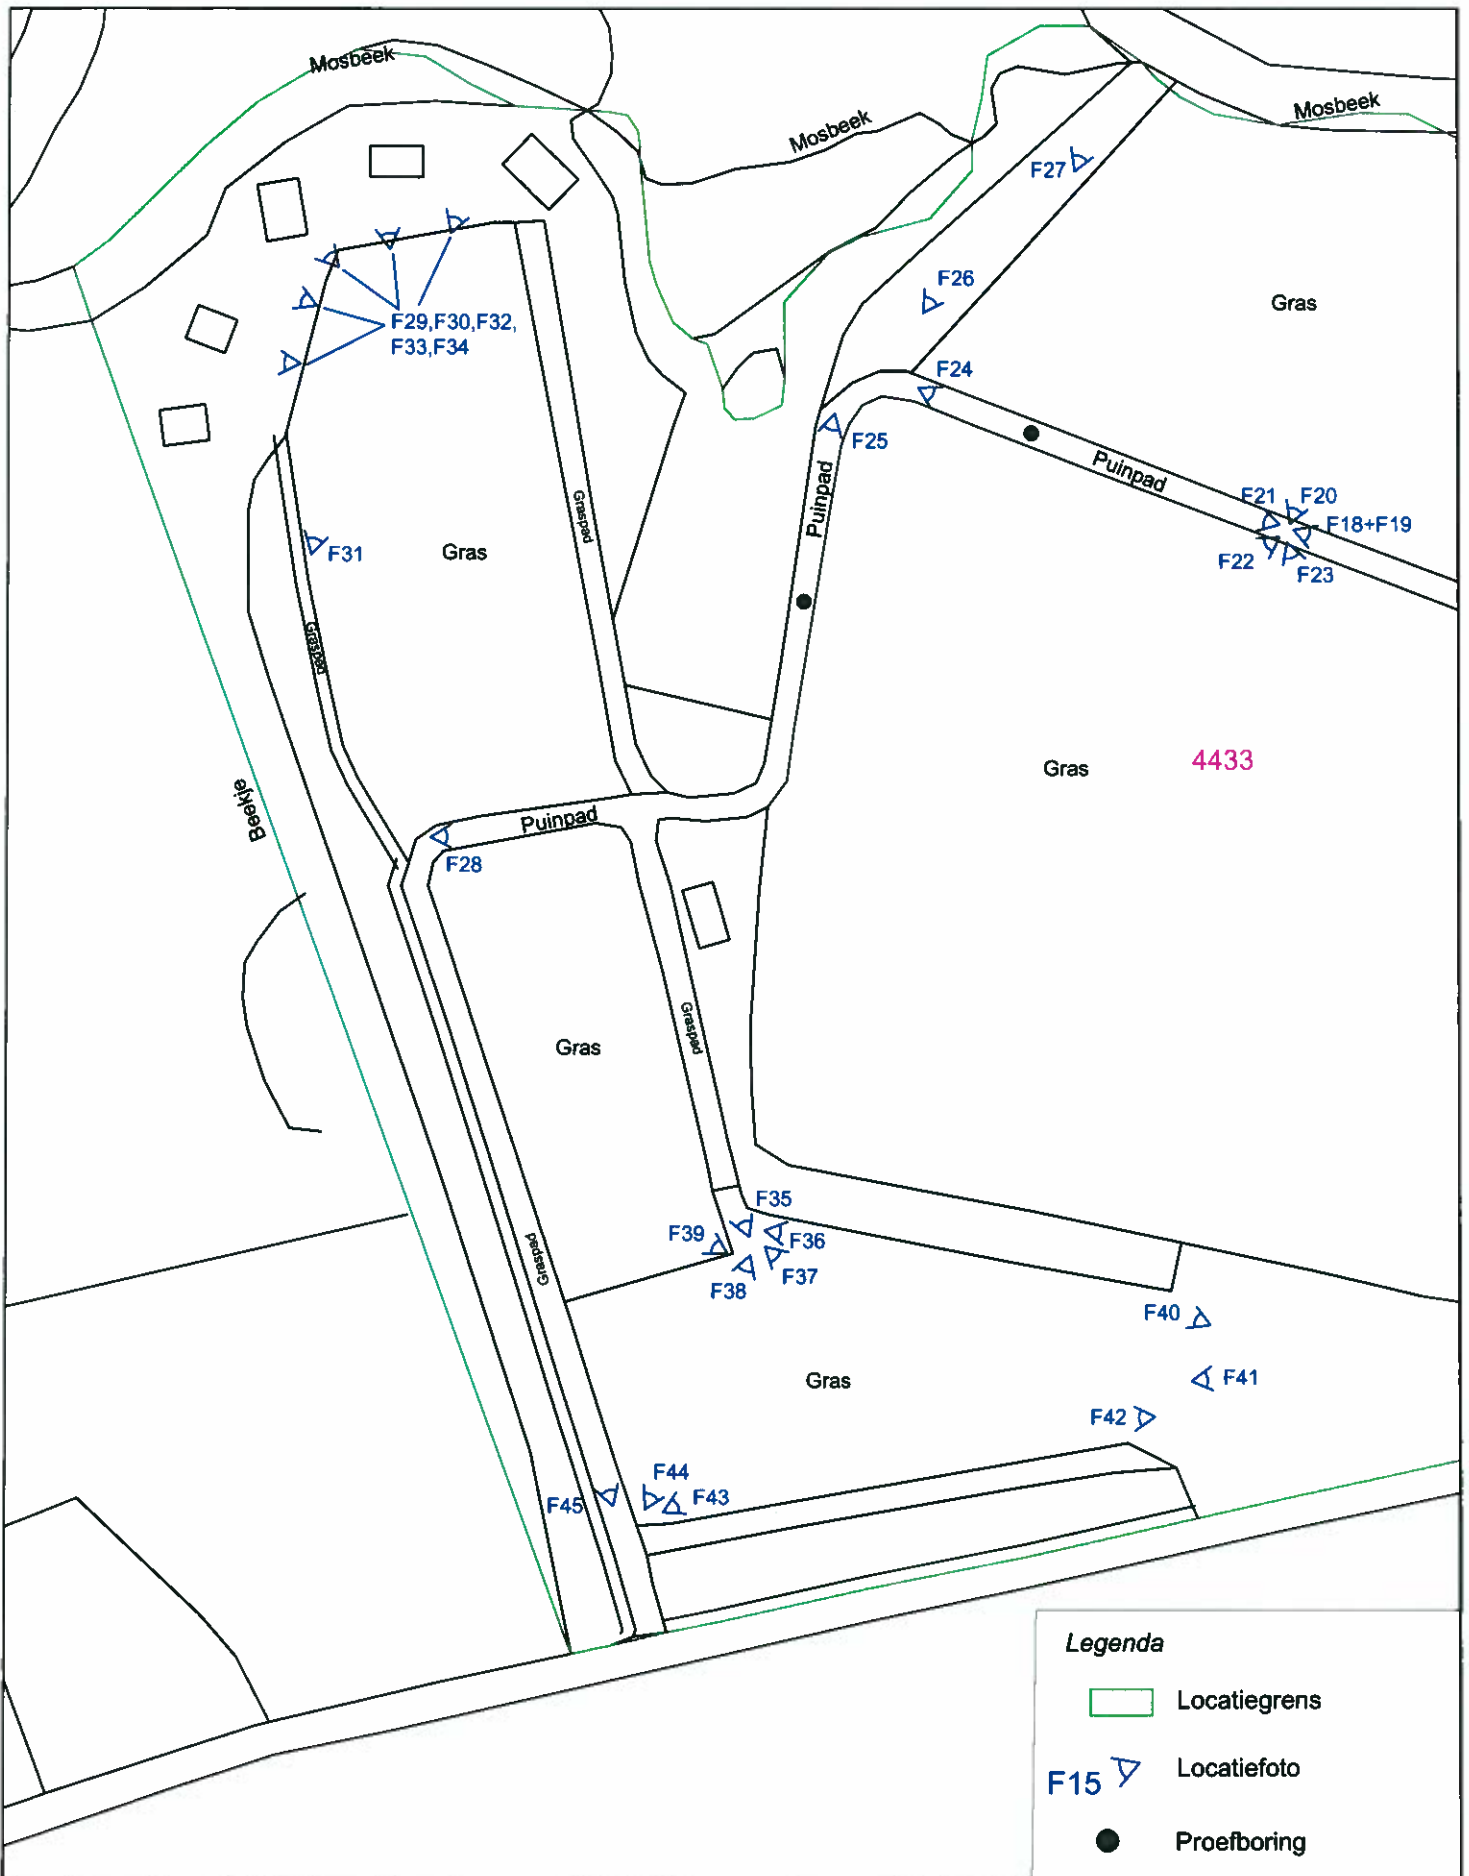 Mosbeek
Mosbeek
Mosbeek
F27
F26
Gras
F29,F30,F32,
F33,F34
F24
F25
Puinpad
Puinpad
Graspad
F21
F20
F18+F19
F22
F23
F31
Gras
Graspad
Gras
4433
Beekje
Puinpad
F28
Graspad
Gras
F35
F39
F36
F37
F38
Graspad
F40
Gras
F41
F42
F44
F45
F43
Legenda
Locatiegrens
F15
Locatiefoto
Proefboring